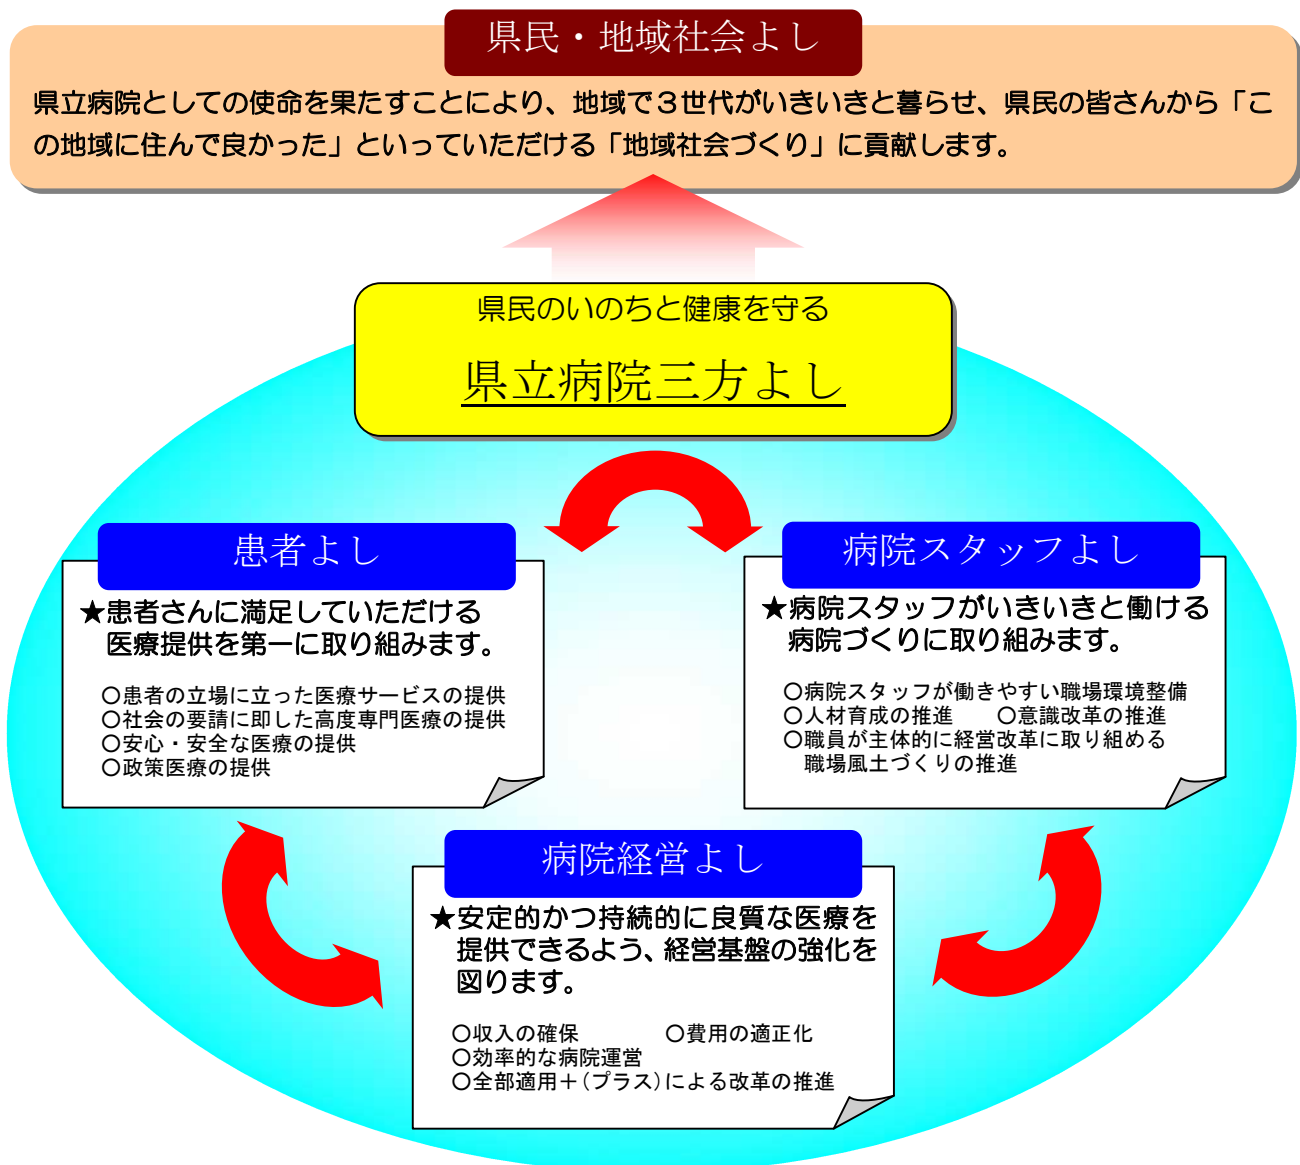 県民・地域社会よし
県立病院としての使命を果たすことにより、地域で３世代がいきいきと暮らせ、県民の皆さんから「こ
の地域に住んで良かった」といっていただける「地域社会づくり」に貢献します。
県民のいのちと健康を守る
県立病院三方よし
患者よし
★患者さんに満足していただける
医療提供を第一に取り組みます。
○患者の立場に立った医療サービスの提供
○社会の要請に即した高度専門医療の提供
○安心・安全な医療の提供
○政策医療の提供
病院スタッフよし
★病院スタッフがいきいきと働ける
病院づくりに取り組みます。
○病院スタッフが働きやすい職場環境整備
○人材育成の推進　　○意識改革の推進
○職員が主体的に経営改革に取り組める
職場風土づくりの推進
病院経営よし
★安定的かつ持続的に良質な医療を
提供できるよう、経営基盤の強化を
図ります。
○収入の確保　　　　○費用の適正化
○効率的な病院運営
○全部適用＋（プラス）による改革の推進